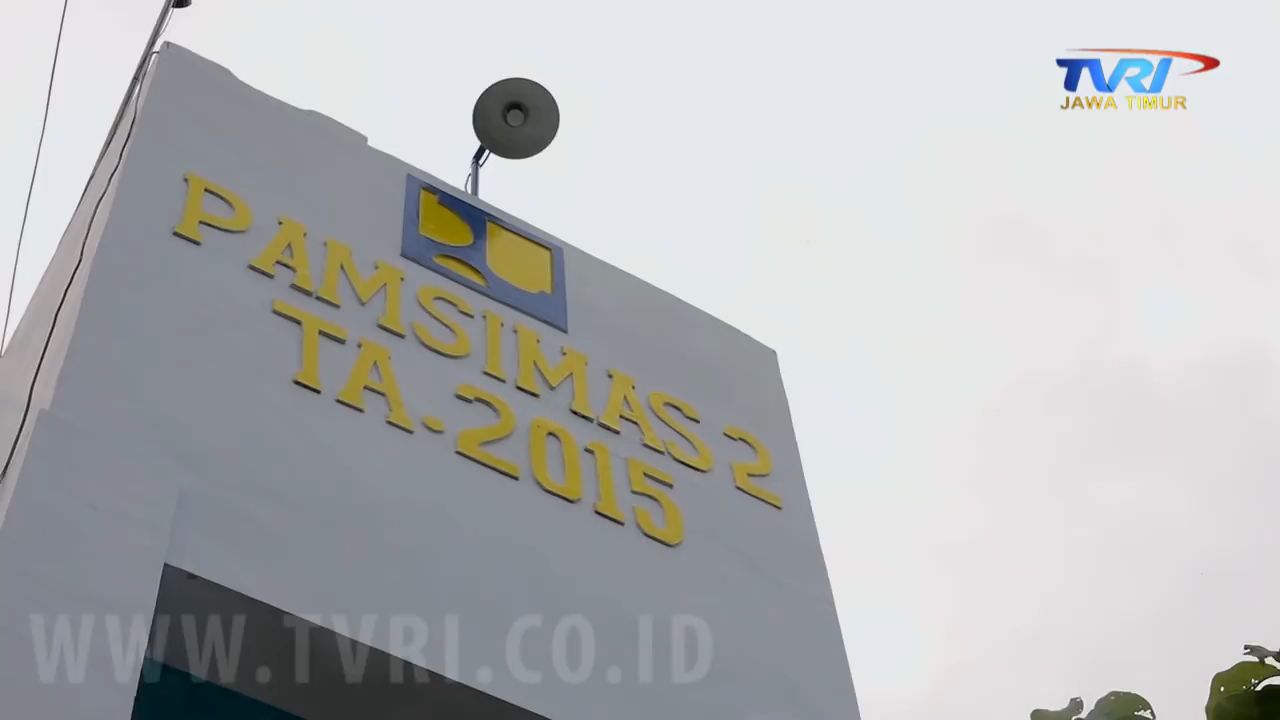 TVRI
JAWA TIMUR
PAMSIMAS 2
TA.2015
WWW.TVRI.CO.ID